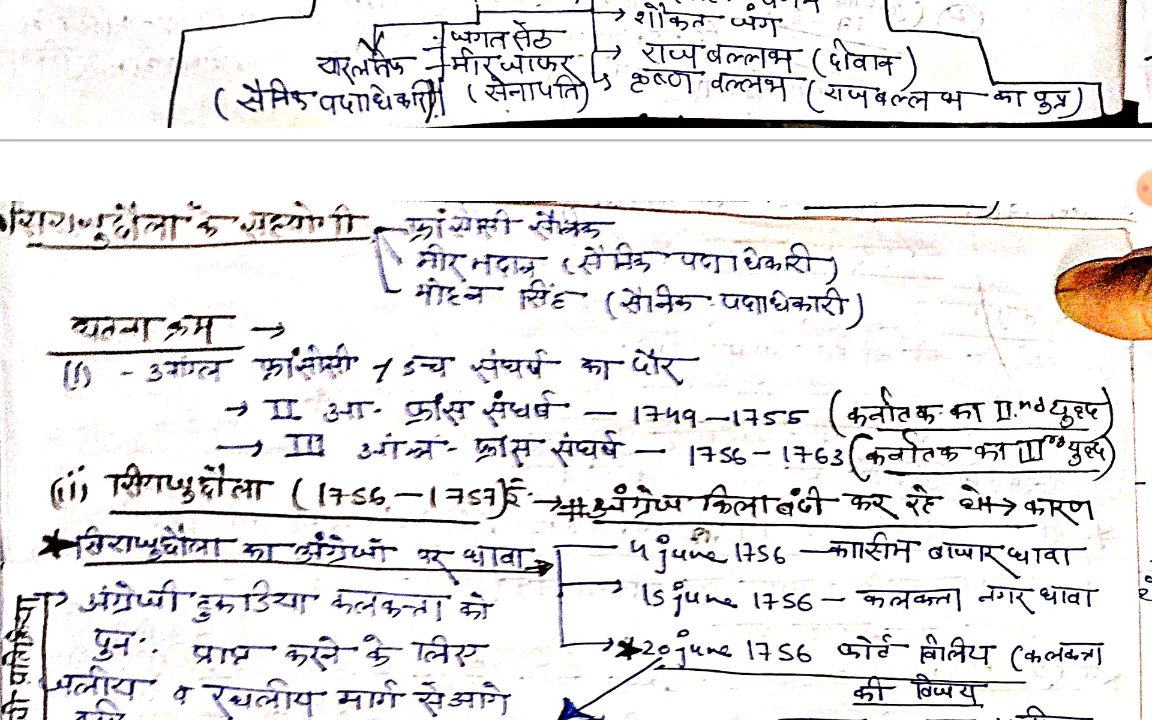 → शौकत जंग
जगत सेठ → राज बल्लभ (दीवान)
यारलतीफ मीरजाफर
(सैनिक पदाधिकारी) (सेनापति) → कृष्ण वल्लभ (राजबल्लभ का पुत्र)
सिराजुद्दौला के सहयोगी फ्रांसीसी सैनिक
मीर मदान (सैनिक पदाधिकारी)
मोहन सिंह (सैनिक पदाधिकारी)
घटना क्रम →
(i) - आंग्ल फ्रांसीसी / डच संघर्ष का दौर
→ II आ. फ्रांस संघर्ष — 1749–1755 (कर्नाटक का II.nd युद्ध)
→ III आंग्ल- फ्रांस संघर्ष — 1756–1763 (कर्नाटक का III युद्ध)
(ii) सिराजुद्दौला (1756–1757)ई → # अंग्रेज किलाबंदी कर रहे थे → कारण
★ सिराजुद्दौला का अंग्रेजों पर धावा 4 june 1756 — कासीम बाजार धावा
→ अंग्रेजी टुकडिया कलकत्ता को → 15 june 1756 – कलकत्ता नगर धावा
पुन: प्राप्त करने के लिए → ★20 june 1756 फोर्ट विलिय (कलकत्ता
जलीय व स्थलीय मार्ग से आगे की विजय